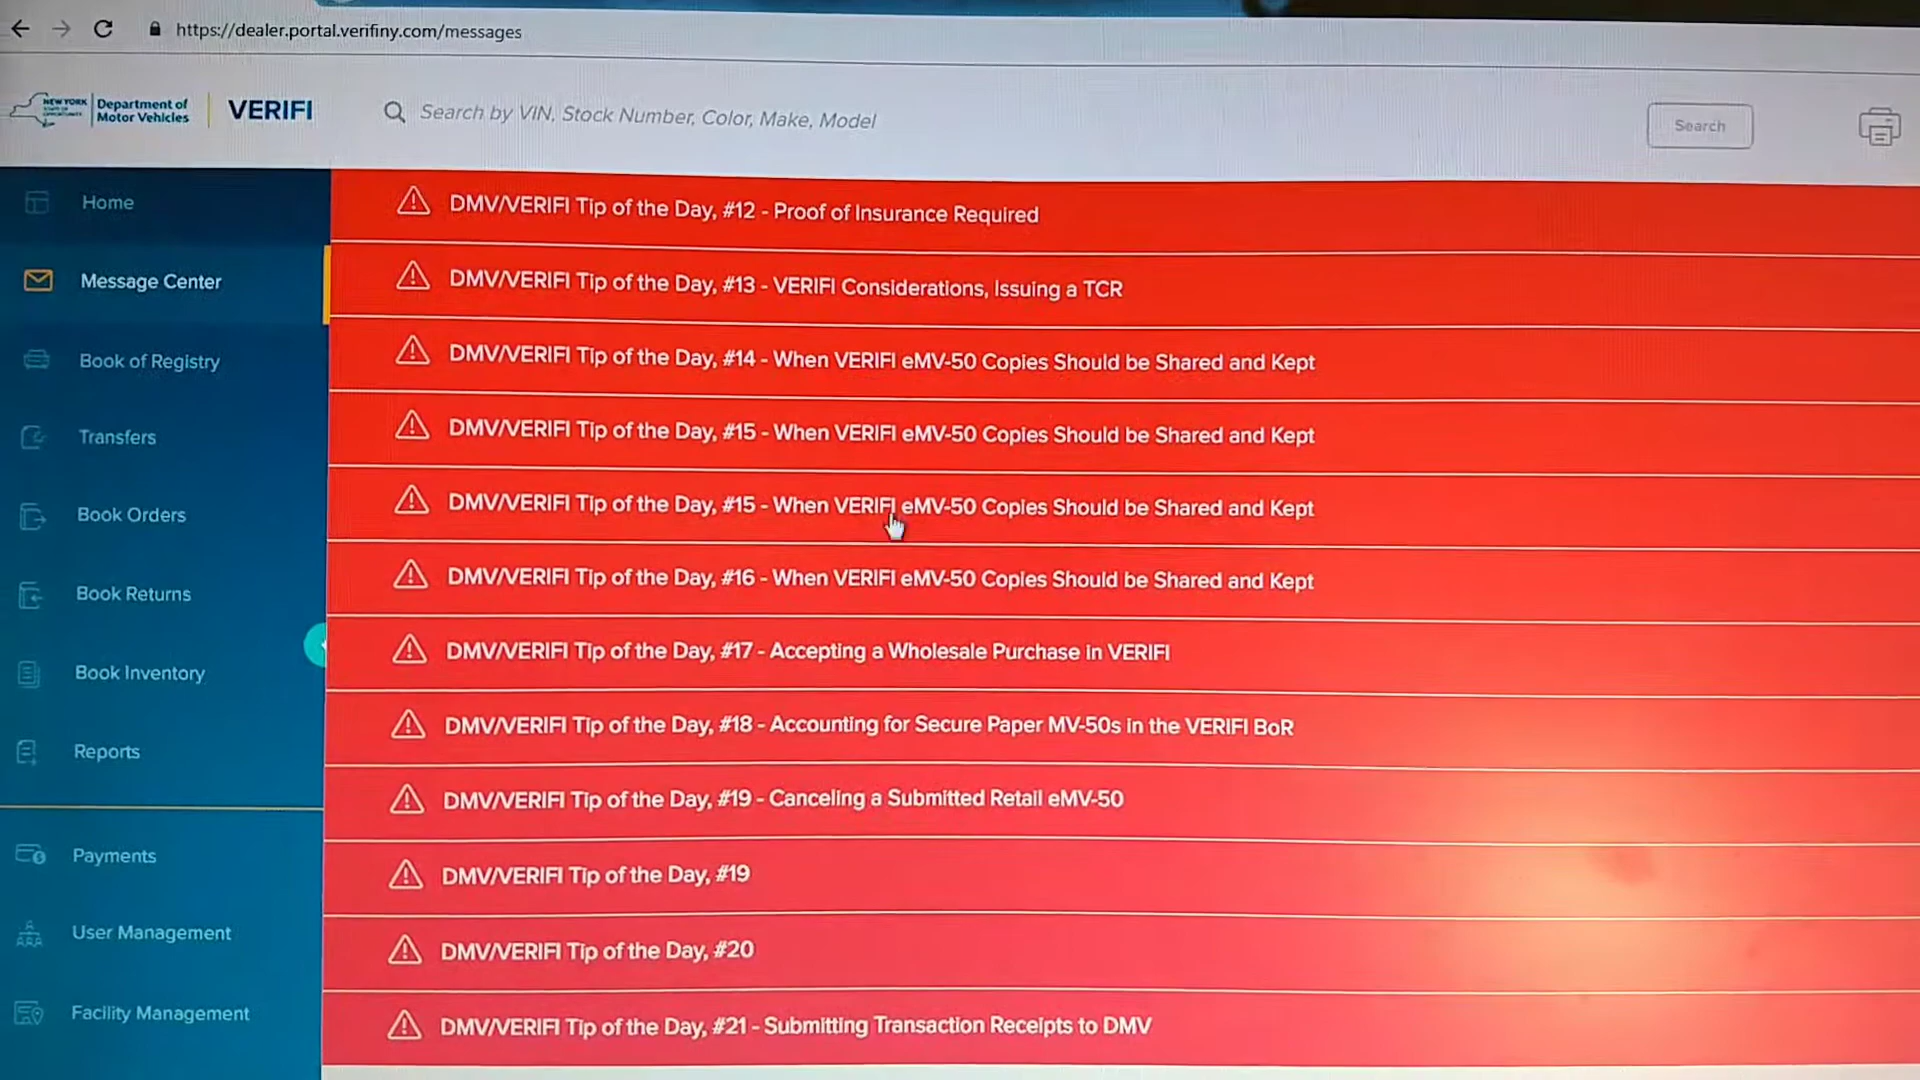 https://dealer.portal.verifiny.com/messages
NEW YORK
STATE OF
OPPORTUNITY
Department of
Motor Vehicles
VERIFI
Search by VIN, Stock Number, Color, Make, Model
Search
Home
Message Center
Book of Registry
Transfers
Book Orders
Book Returns
Book Inventory
Reports
Payments
User Management
Facility Management
DMV/VERIFI Tip of the Day, #12 - Proof of Insurance Required
DMV/VERIFI Tip of the Day, #13 - VERIFI Considerations, Issuing a TCR
DMV/VERIFI Tip of the Day, #14 - When VERIFI eMV-50 Copies Should be Shared and Kept
DMV/VERIFI Tip of the Day, #15 - When VERIFI eMV-50 Copies Should be Shared and Kept
DMV/VERIFI Tip of the Day, #15 - When VERIFI eMV-50 Copies Should be Shared and Kept
DMV/VERIFI Tip of the Day, #16 - When VERIFI eMV-50 Copies Should be Shared and Kept
DMV/VERIFI Tip of the Day, #17 - Accepting a Wholesale Purchase in VERIFI
DMV/VERIFI Tip of the Day, #18 - Accounting for Secure Paper MV-50s in the VERIFI BoR
DMV/VERIFI Tip of the Day, #19 - Canceling a Submitted Retail eMV-50
DMV/VERIFI Tip of the Day, #19
DMV/VERIFI Tip of the Day, #20
DMV/VERIFI Tip of the Day, #21 - Submitting Transaction Receipts to DMV